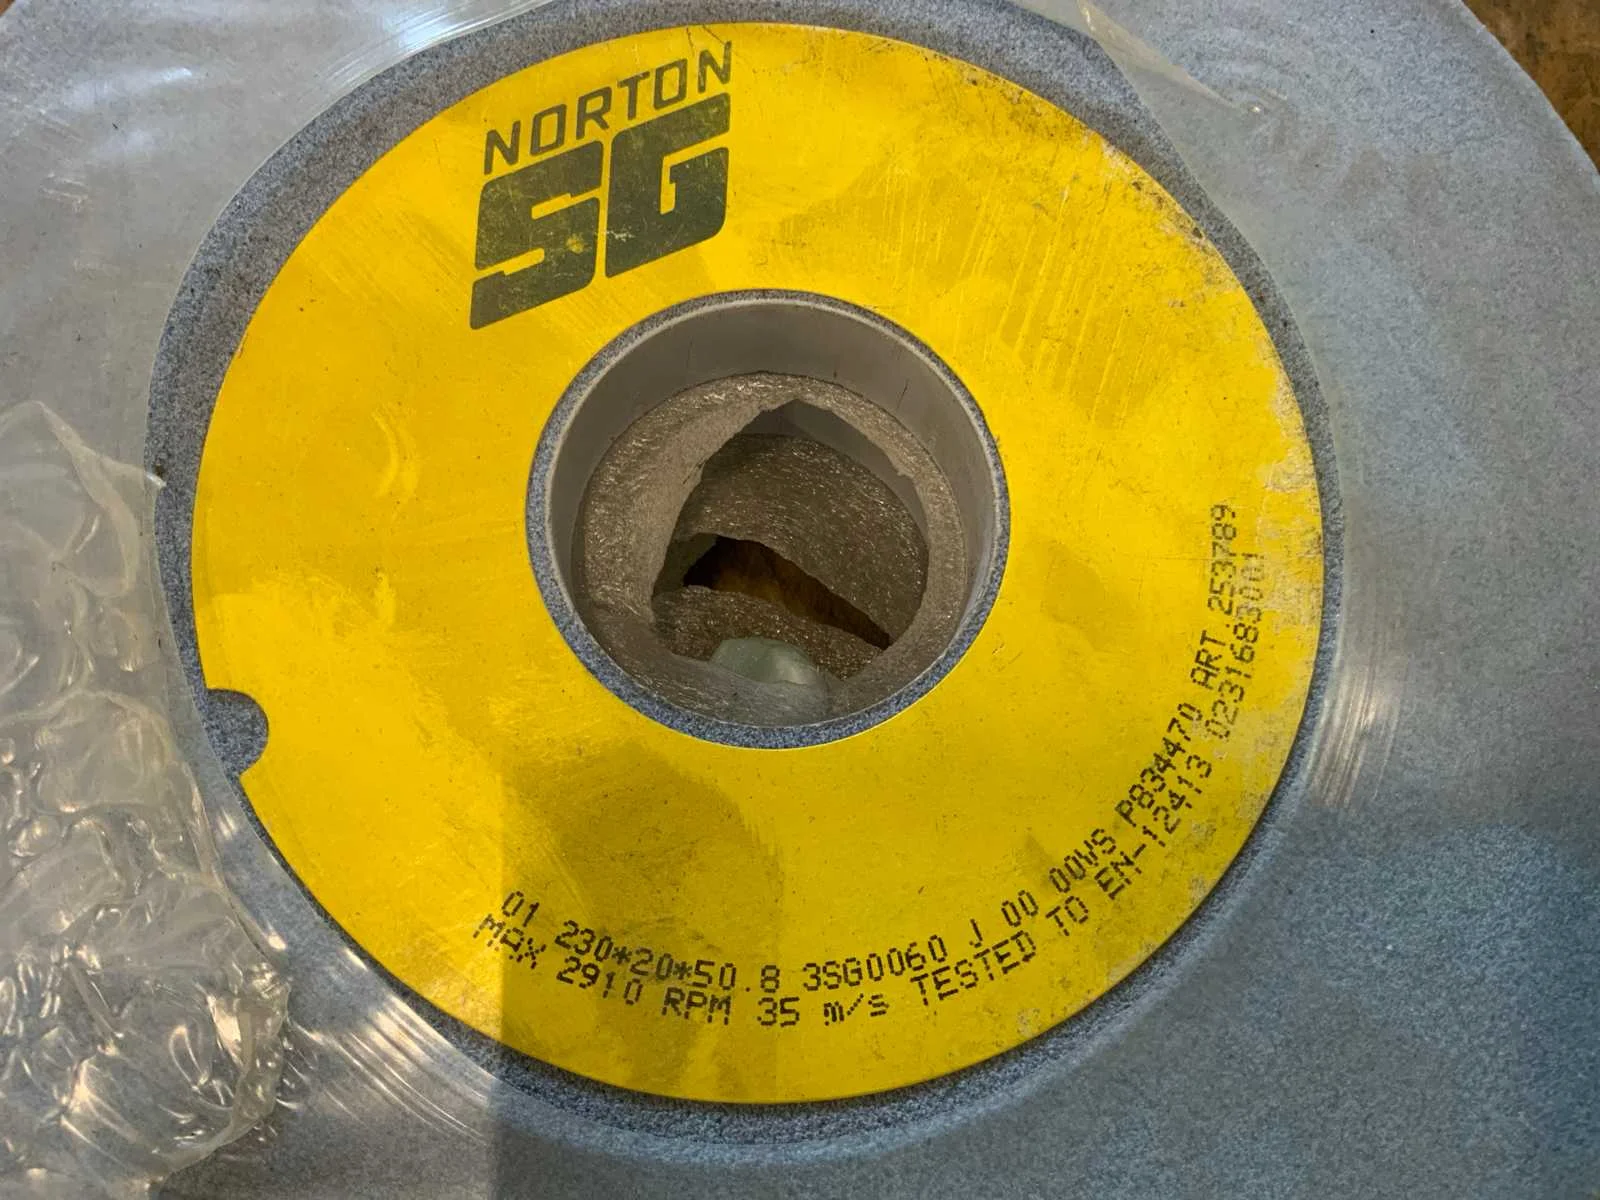 NORTON
SG
01 230*20*50.8 3SG0060 J 00 00VS P834470 ART 253789
MAX 2910 RPM 35 m/s TESTED TO EN-12413 0231683001